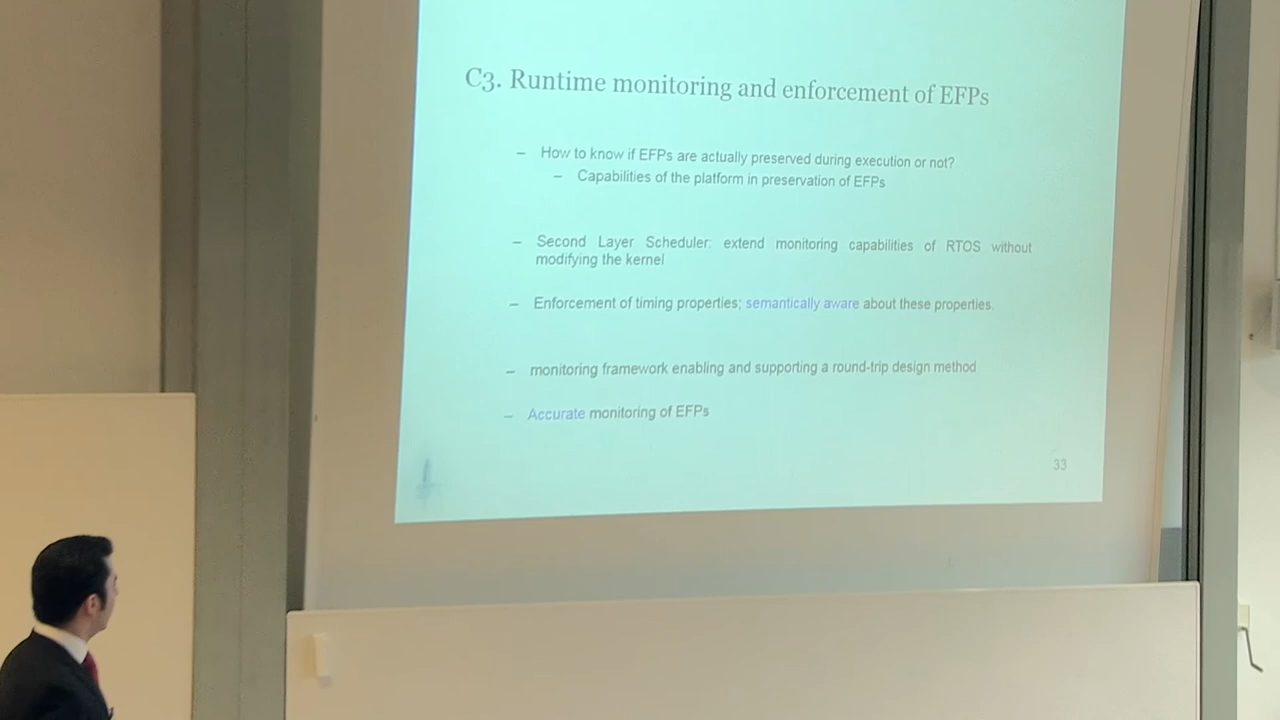 C3. Runtime monitoring and enforcement of EFPs
– How to know if EFPs are actually preserved during execution or not?
– Capabilities of the platform in preservation of EFPs
– Second Layer Scheduler: extend monitoring capabilities of RTOS without
modifying the kernel
– Enforcement of timing properties; semantically aware about these properties.
– monitoring framework enabling and supporting a round-trip design method
– Accurate monitoring of EFPs
33